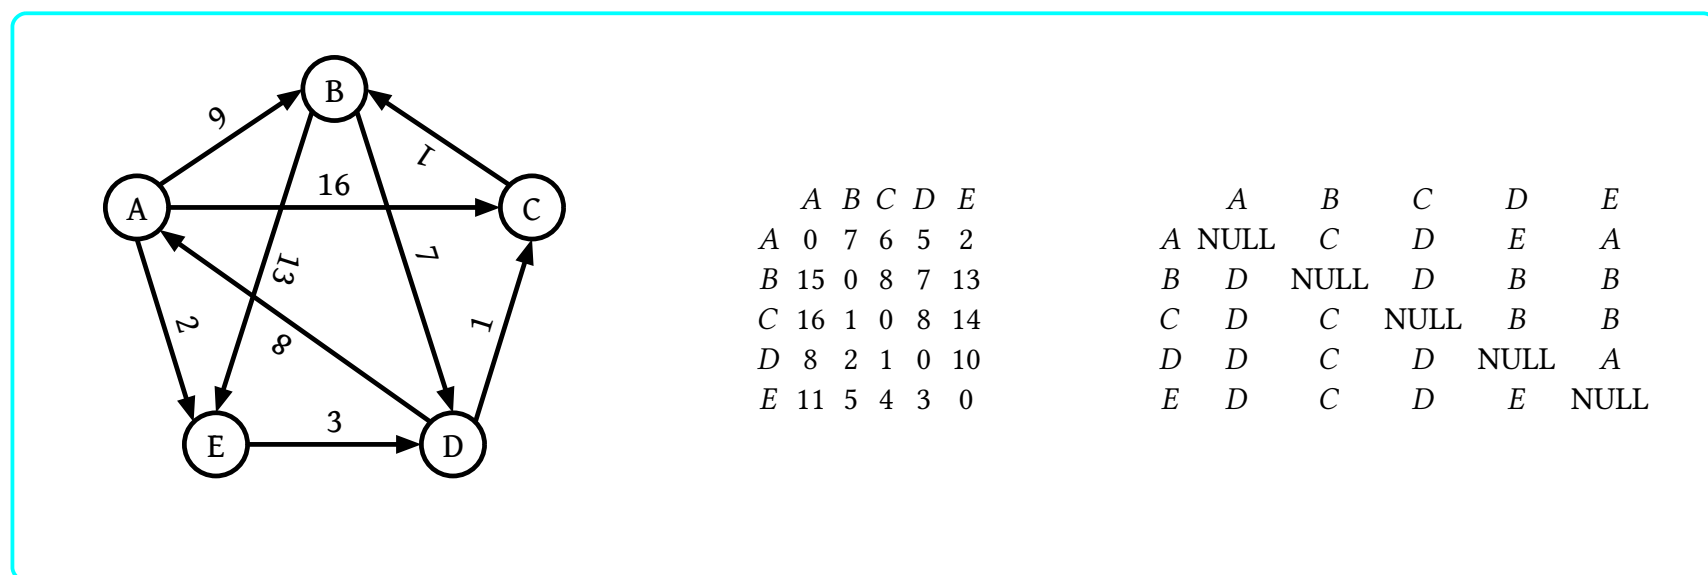 B
9
1
16
A
C
13
7
2
8
1
3
E
D
A B C D E
A 0 7 6 5 2
B 15 0 8 7 13
C 16 1 0 8 14
D 8 2 1 0 10
E 11 5 4 3 0
A B C D E
A NULL C D E A
B D NULL D B B
C D C NULL B B
D D C D NULL A
E D C D E NULL